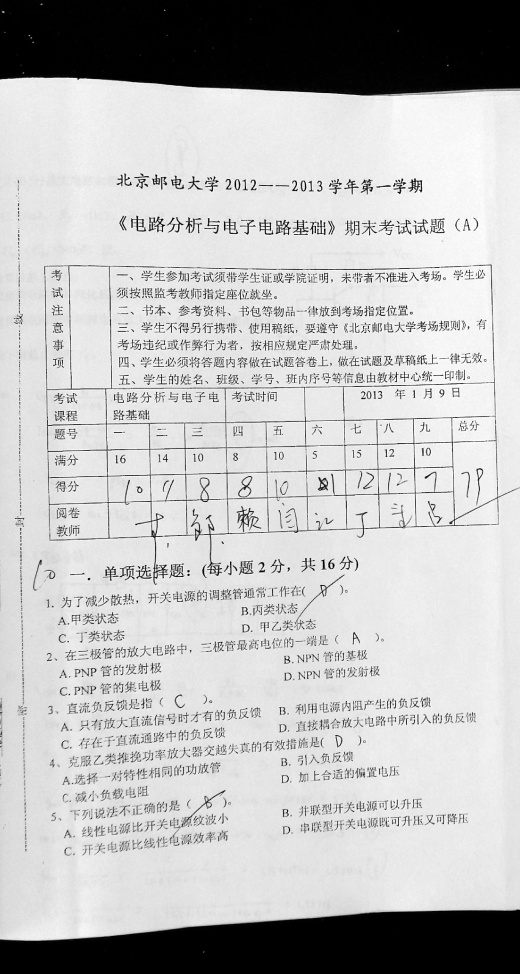 北京邮电大学 2012——2013 学年第一学期
《电路分析与电子电路基础》期末考试试题（A）
考试注意事项
一、学生参加考试须带学生证或学院证明，未带者不准进入考场。学生必
须按照监考教师指定座位就坐。
二、书本、参考资料、书包等物品一律放到考场指定位置。
三、学生不得另行携带、使用稿纸，要遵守《北京邮电大学考场规则》，有
考场违纪或作弊行为者，按相应规定严肃处理。
四、学生必须将答题内容做在试题答卷上，做在试题及草稿纸上一律无效。
五、学生的姓名、班级、学号、班内序号等信息由教材中心统一印制。
考试课程 电路分析与电子电路基础 考试时间 2013 年 1 月 9 日
题号 一 二 三 四 五 六 七 八 九 总分
满分 16 14 10 8 10 5 15 12 10
得分 10 8 8 10 12 12 7 79
阅卷教师 赖 闫 丁
10 一．单项选择题：(每小题 2 分，共 16 分)
1. 为了减少散热，开关电源的调整管通常工作在( D )。
A.甲类状态 B.丙类状态
C. 丁类状态 D. 甲乙类状态
2、在三极管的放大电路中，三极管最高电位的一端是（ A ）。
A. PNP 管的发射极 B. NPN 管的基极
C. PNP 管的集电极 D. NPN 管的发射极
3、直流负反馈是指（ C ）。
A. 只有放大直流信号时才有的负反馈 B. 利用电源内阻产生的负反馈
C. 存在于直流通路中的负反馈 D. 直接耦合放大电路中所引入的负反馈
4、克服乙类推挽功率放大器交越失真的有效措施是( D )。
A.选择一对特性相同的功放管 B. 引入负反馈
C. 减小负载电阻 D. 加上合适的偏置电压
5、下列说法不正确的是（ B ）。
A. 线性电源比开关电源纹波小 B. 并联型开关电源可以升压
C. 开关电源比线性电源效率高 D. 串联型开关电源既可升压又可降压